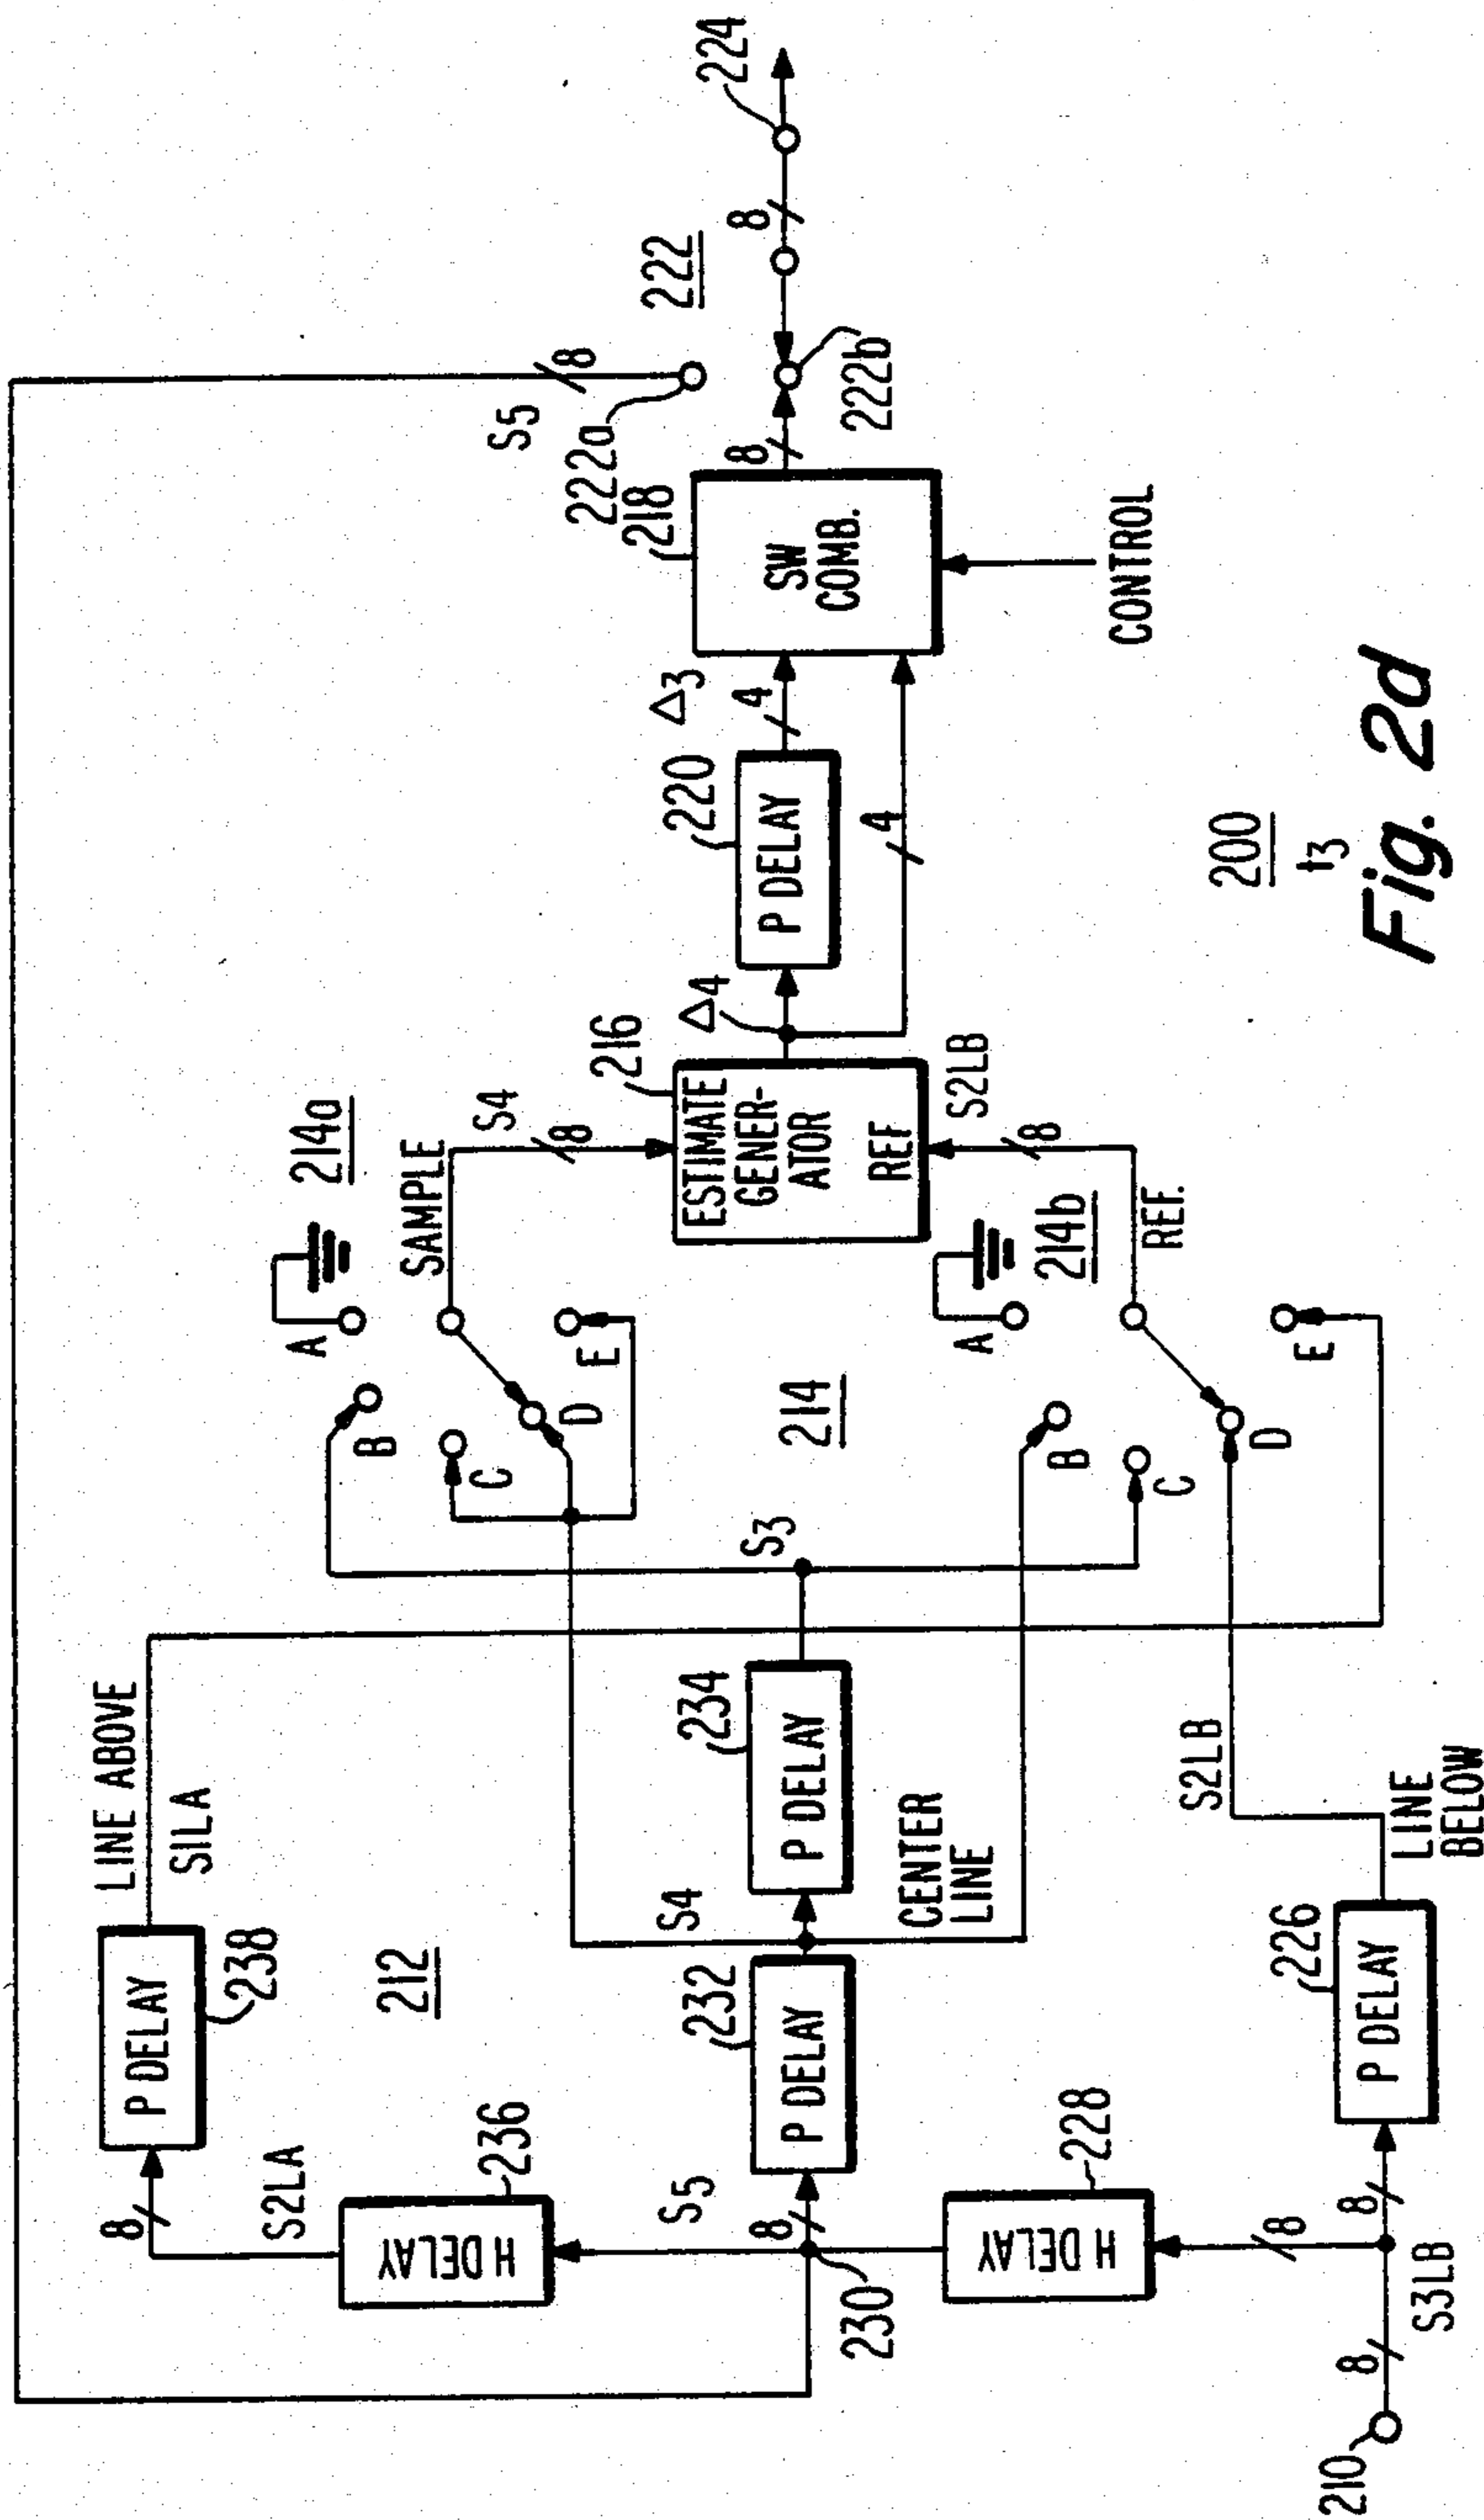 LINE ABOVE
S1LA
P DELAY
238
8
S2LA
H DELAY
236
212
S5
8
230
P DELAY
232
S4
P DELAY
234
CENTER
LINE
S3
H DELAY
228
8
8
P DELAY
226
S2LB
LINE
BELOW
210
8
S3LB
A
B
C
D
E
214a
SAMPLE
S4
8
214
A
B
C
D
E
214b
REF.
8
S2LB
ESTIMATE
GENER-
ATOR
REF
216
Δ4
P DELAY
220
Δ3
4
4
SW
COMB.
218
CONTROL
8
222a
S5
8
222
222b
8
224
200
t3
Fig. 2d